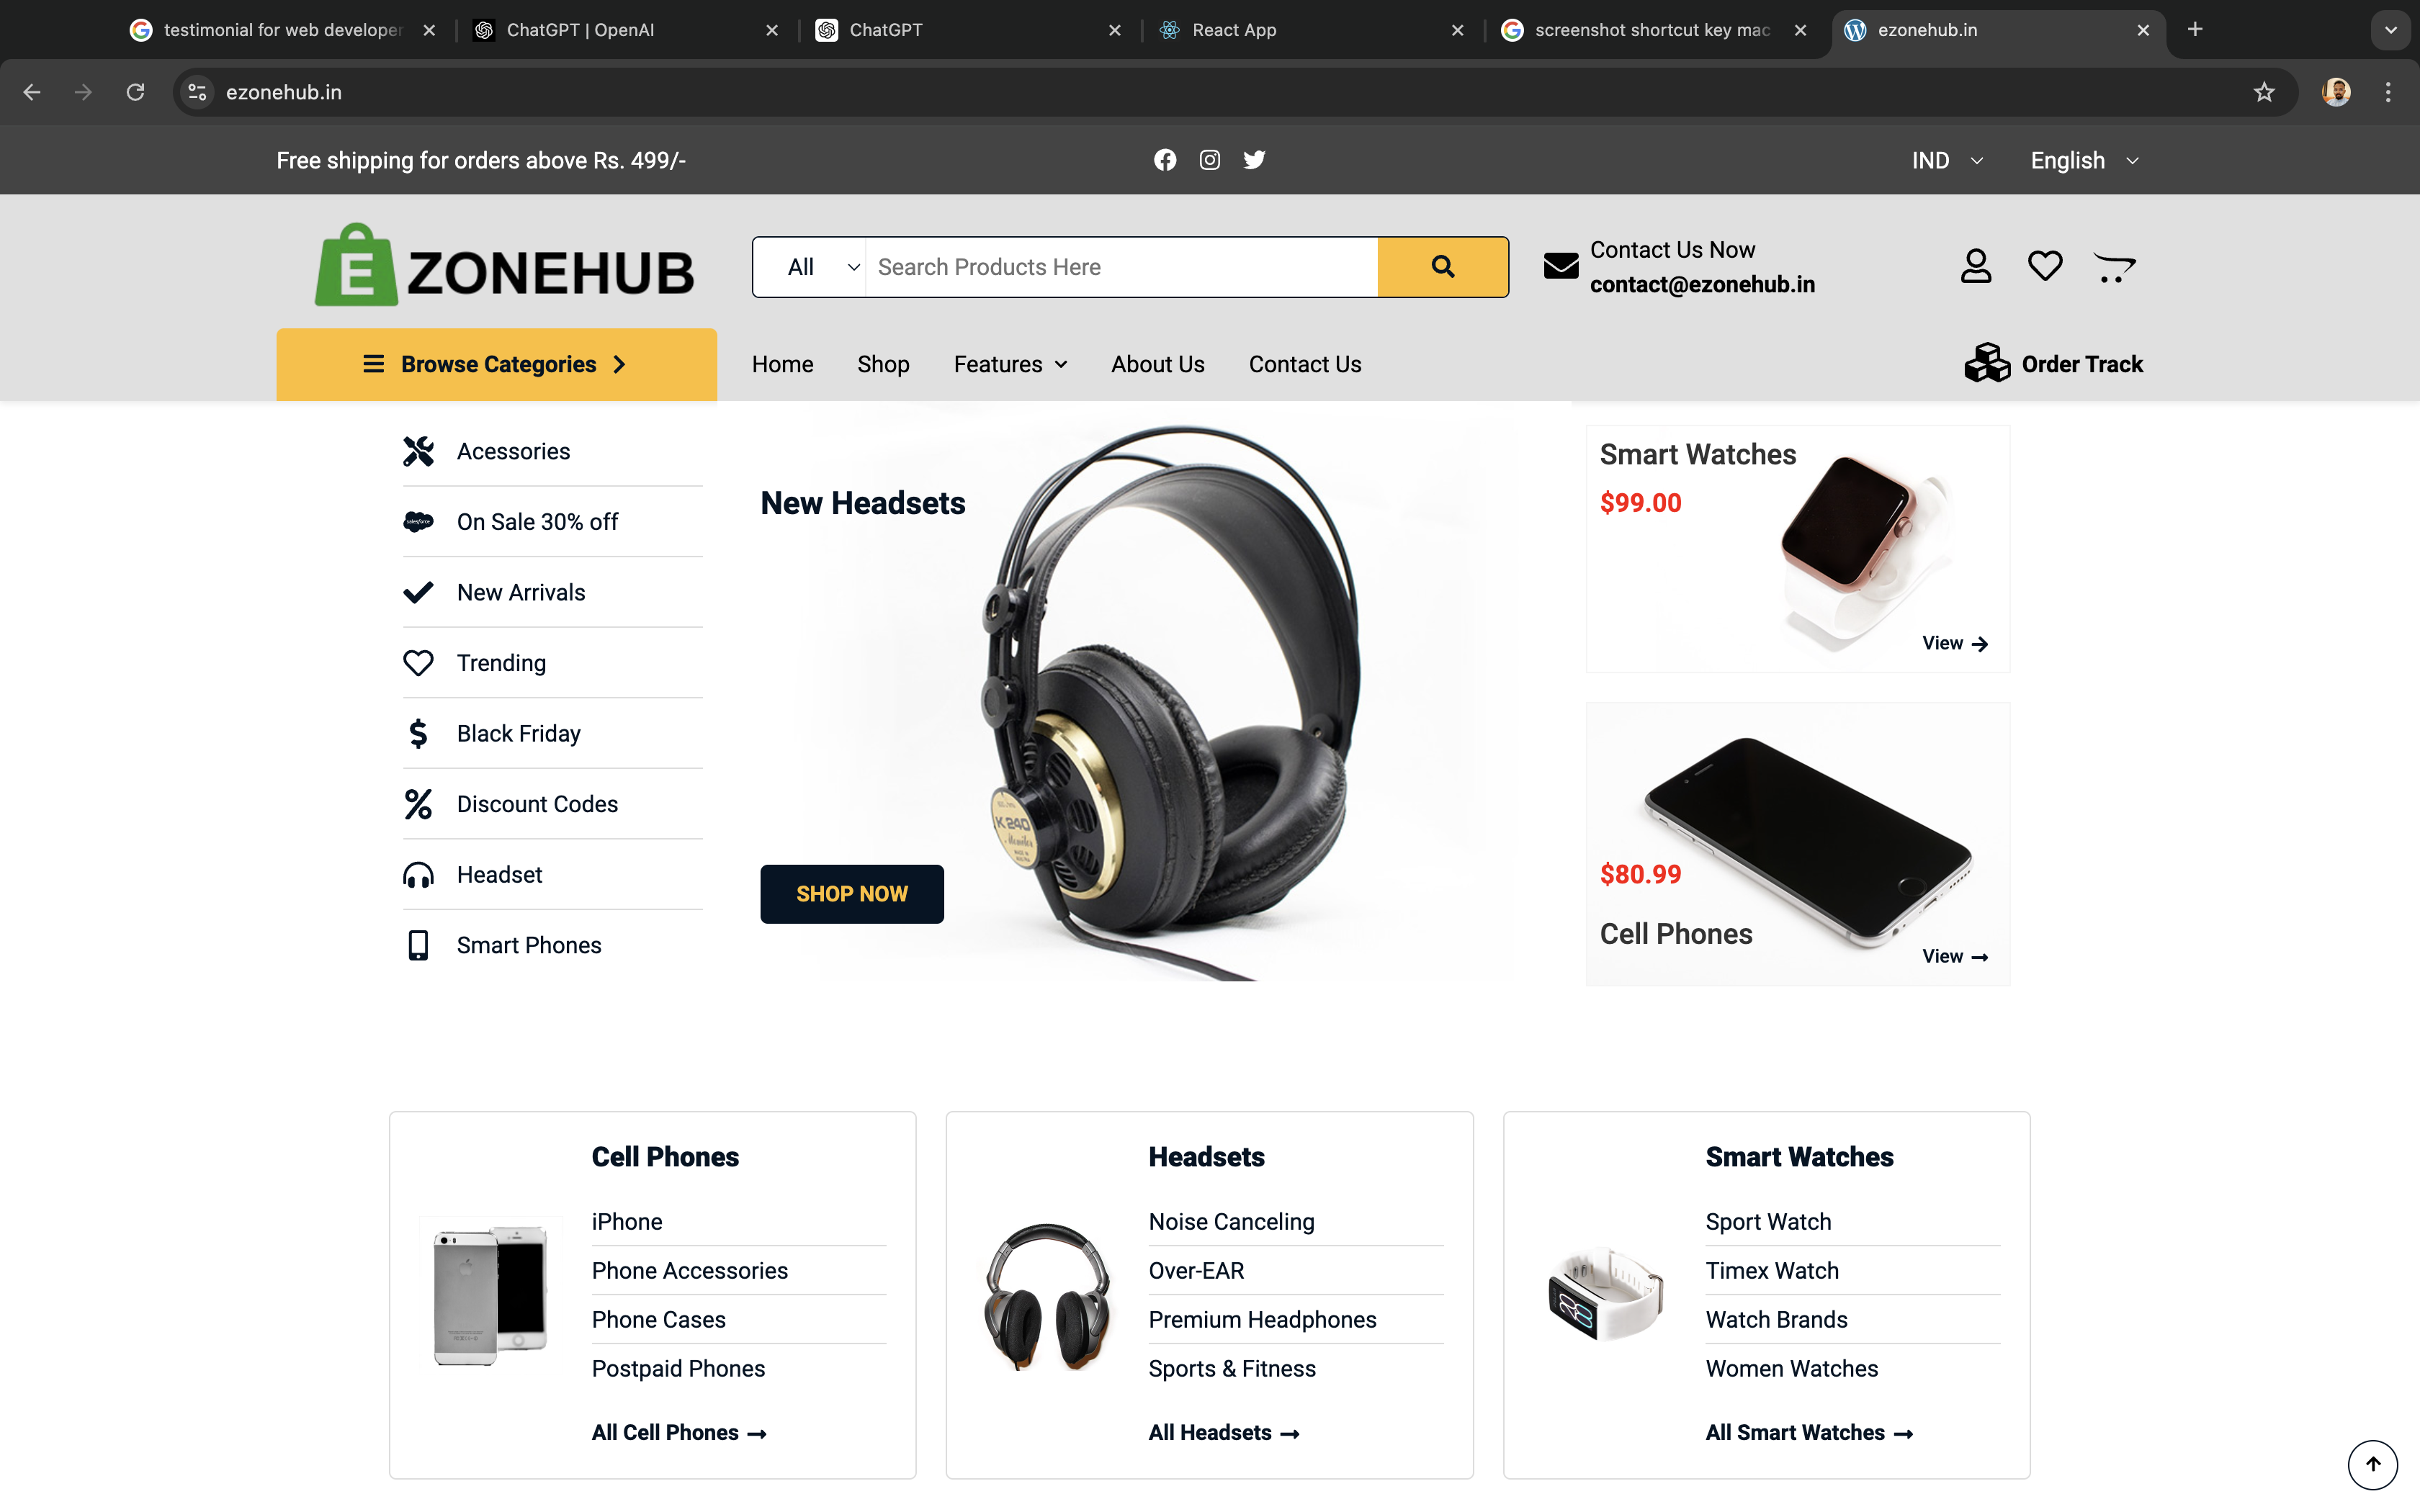 testimonial for web developer
ChatGPT | OpenAI
ChatGPT
React App
screenshot shortcut key mac
ezonehub.in
ezonehub.in
Free shipping for orders above Rs. 499/-
IND
English
EZONEHUB
All
Search Products Here
Contact Us Now
contact@ezonehub.in
Browse Categories
Home
Shop
Features
About Us
Contact Us
Order Track
Acessories
salesforce
On Sale 30% off
New Arrivals
Trending
Black Friday
Discount Codes
Headset
Smart Phones
New Headsets
K 240
SHOP NOW
Smart Watches
$99.00
View
$80.99
Cell Phones
View
Cell Phones
iPhone
Phone Accessories
Phone Cases
Postpaid Phones
All Cell Phones
Headsets
Noise Canceling
Over-EAR
Premium Headphones
Sports & Fitness
All Headsets
Smart Watches
Sport Watch
Timex Watch
Watch Brands
Women Watches
All Smart Watches